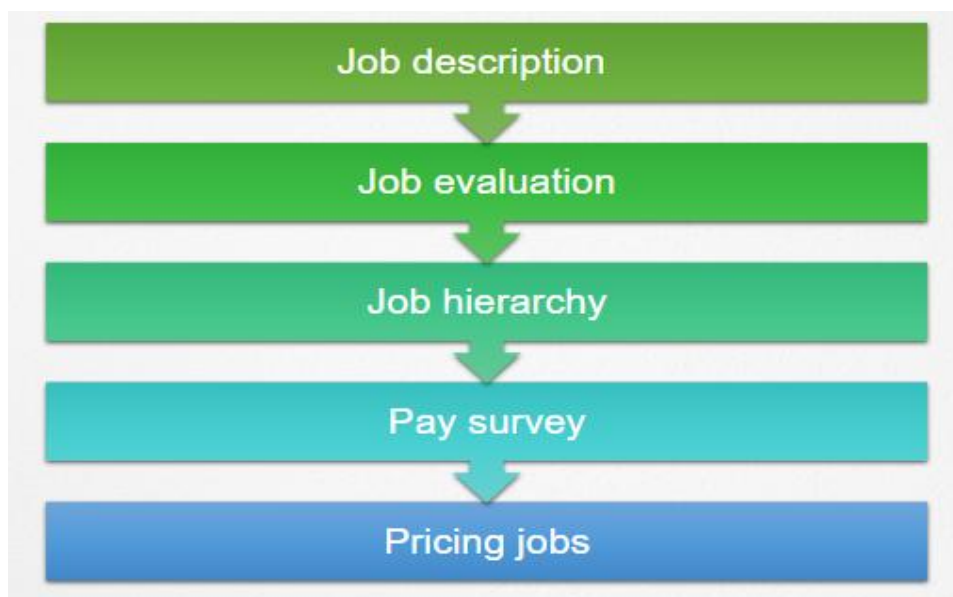 Job description
Job evaluation
Job hierarchy
Pay survey
Pricing jobs